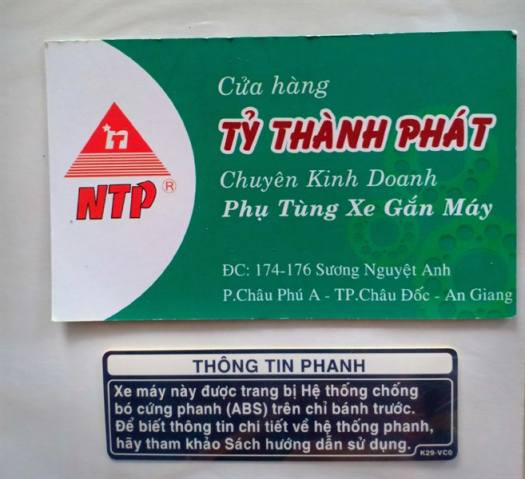 Cửa hàng
TỶ THÀNH PHÁT
NTP®
Chuyên Kinh Doanh
Phụ Tùng Xe Gắn Máy
ĐC: 174-176 Sương Nguyệt Anh
P.Châu Phú A - TP.Châu Đốc - An Giang
THÔNG TIN PHANH
Xe máy này được trang bị Hệ thống chống
bó cứng phanh (ABS) trên chỉ bánh trước.
Để biết thông tin chi tiết về hệ thống phanh,
hãy tham khảo Sách hướng dẫn sử dụng.
K29-VC0